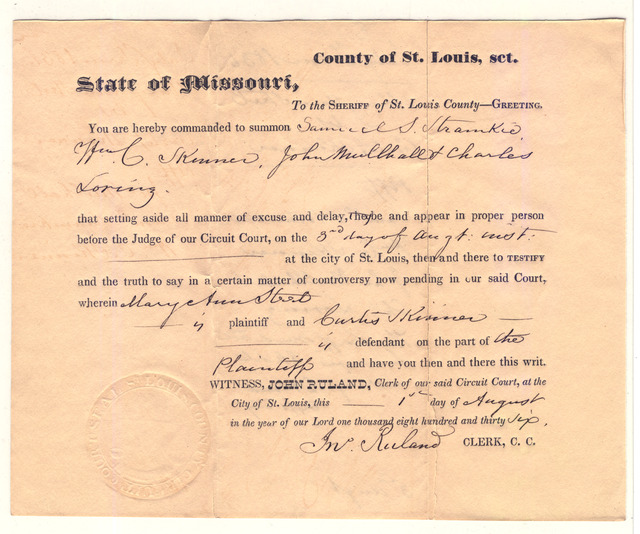 County of St. Louis, sct.
State of Missouri,
To the SHERIFF of St. Louis County—GREETING.
You are hereby commanded to summon Samuel S. Stramkie
Wm. C. Skinner, John Mullhall & Charles
Loring.
that setting aside all manner of excuse and delay, they be and appear in proper person
before the Judge of our Circuit Court, on the 3rd day of Augt. inst:
at the city of St. Louis, then and there to TESTIFY
and the truth to say in a certain matter of controversy now pending in our said Court,
wherein Mary Ann Steel
is plaintiff and Curtis Skinner
is defendant on the part of the
Plaintiff and have you then and there this writ.
WITNESS, JOHN RULAND, Clerk of our said Circuit Court, at the
City of St. Louis, this 1st day of August
in the year of our Lord one thousand eight hundred and thirty six.
Jno. Ruland CLERK, C. C.